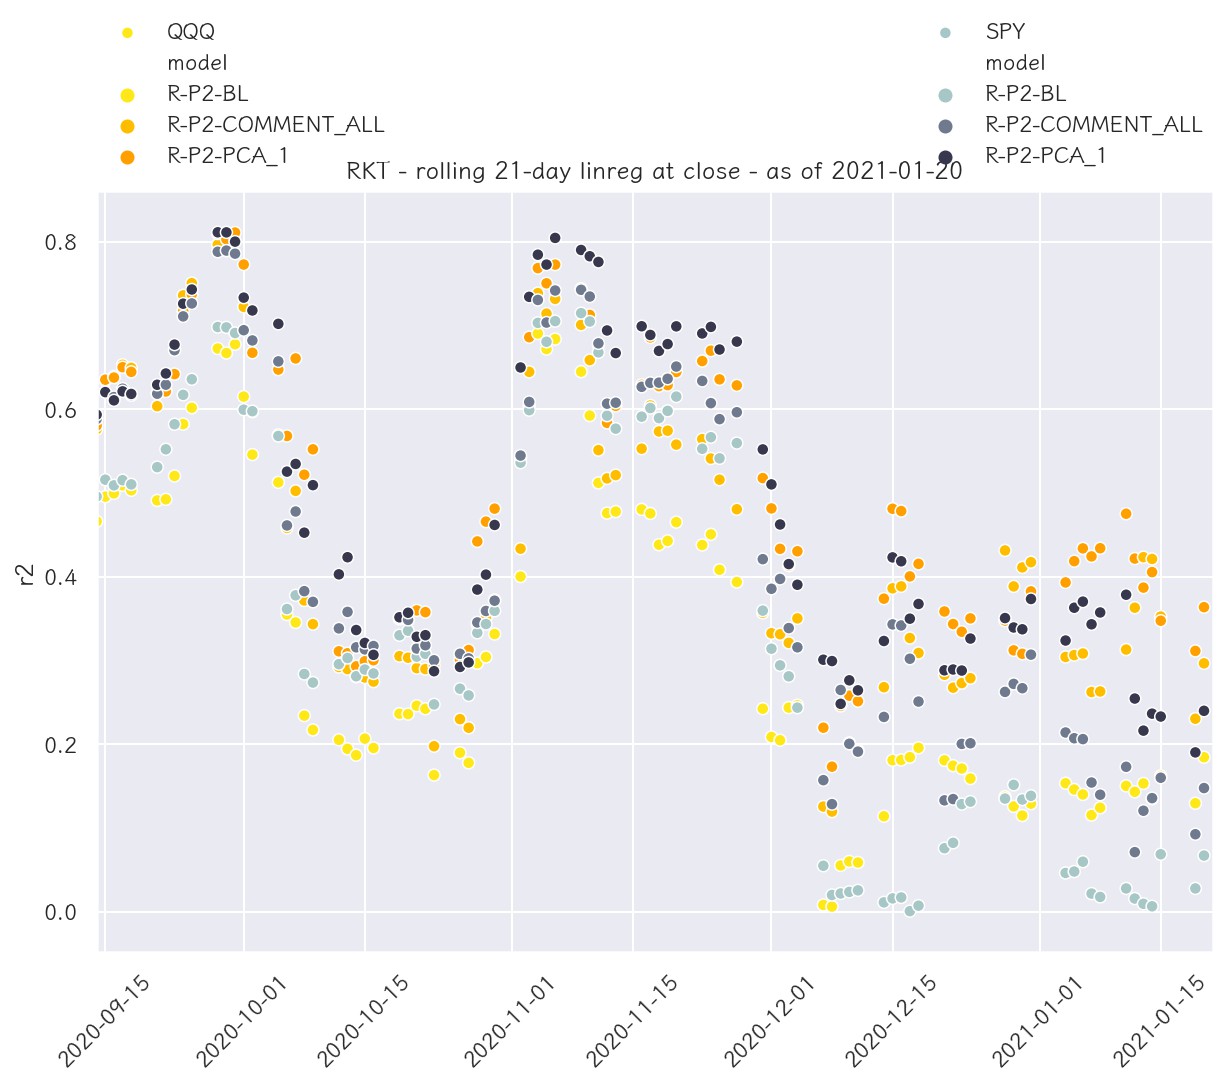 QQQ
model
R-P2-BL
R-P2-COMMENT_ALL
R-P2-PCA_1
SPY
model
R-P2-BL
R-P2-COMMENT_ALL
R-P2-PCA_1
RKT - rolling 21-day linreg at close - as of 2021-01-20
r2
0.8
0.6
0.4
0.2
0.0
2020-09-15
2020-10-01
2020-10-15
2020-11-01
2020-11-15
2020-12-01
2020-12-15
2021-01-01
2021-01-15